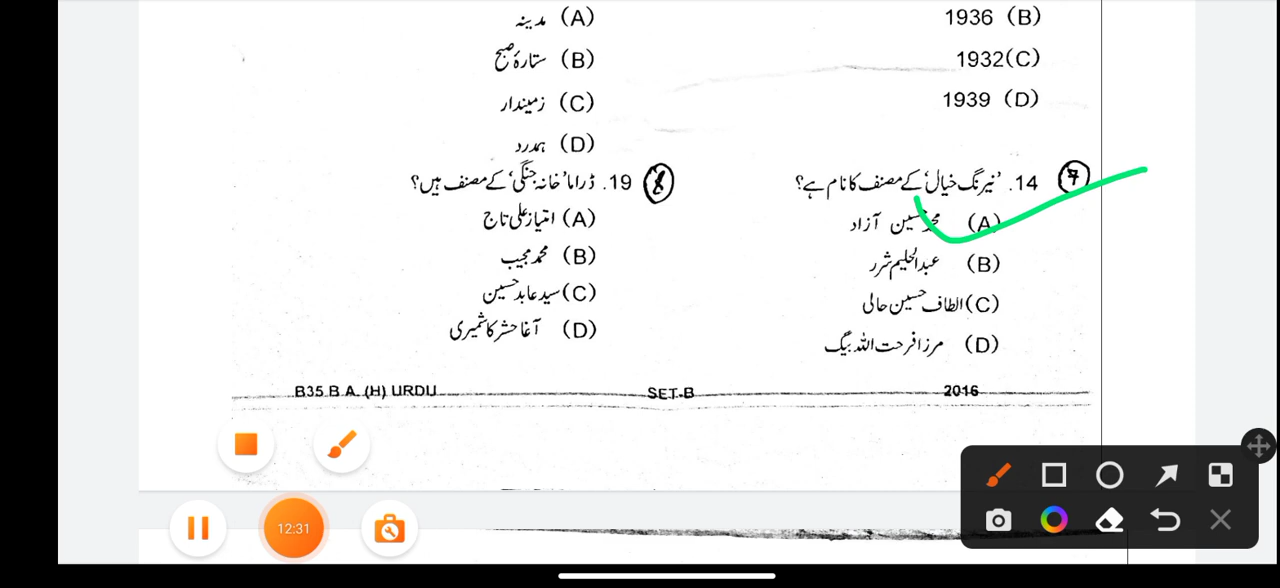 1936 (B)
1932(C)
1939 (D)
14. ’نیرنگ خیال‘ کے مصنف کا نام ہے؟
7
(A) محمد حسین آزاد
(B) عبدالحلیم شرر
(C) الطاف حسین حالی
(D) مرزا فرحت اللہ بیگ
(A) مدینہ
(B) ستارۂ صبح
(C) زمیندار
(D) ہمدرد
19. ڈراما ’خانہ جنگی‘ کے مصنف ہیں؟
8
(A) امتیاز علی تاج
(B) محمد مجیب
(C) سید عابد حسین
(D) آغا حشر کاشمیری
B35 B A. (H) URDU SET-B 2016
12:31